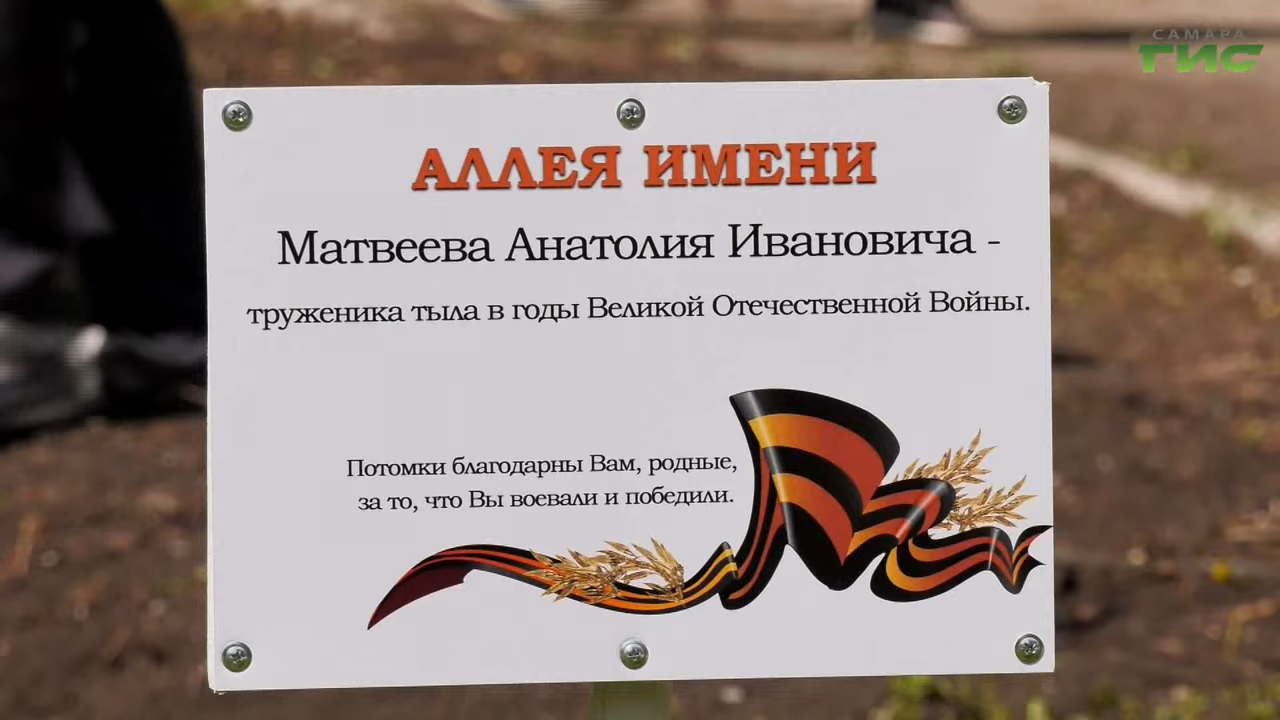 САМАРА
ГИС
АЛЛЕЯ ИМЕНИ
Матвеева Анатолия Ивановича -
труженика тыла в годы Великой Отечественной Войны.
Потомки благодарны Вам, родные,
за то, что Вы воевали и победили.